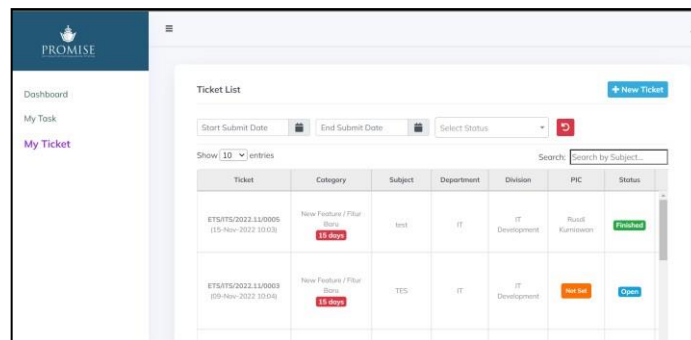 PROMISE
Dashboard
My Task
My Ticket
Ticket List
+ New Ticket
Start Submit Date
End Submit Date
Select Status
Show 10 entries
Search: Search by Subject...
Ticket Category Subject Department Division PIC Status
ETS/ITS/2022.11/0005
(15-Nov-2022 10:03)
New Feature / Fitur
Baru
15 days
test
IT
IT
Development
Rusdi
Kurniawan
Finished
ETS/ITS/2022.11/0003
(09-Nov-2022 10:04)
New Feature / Fitur
Baru
15 days
TES
IT
IT
Development
Not Set
Open